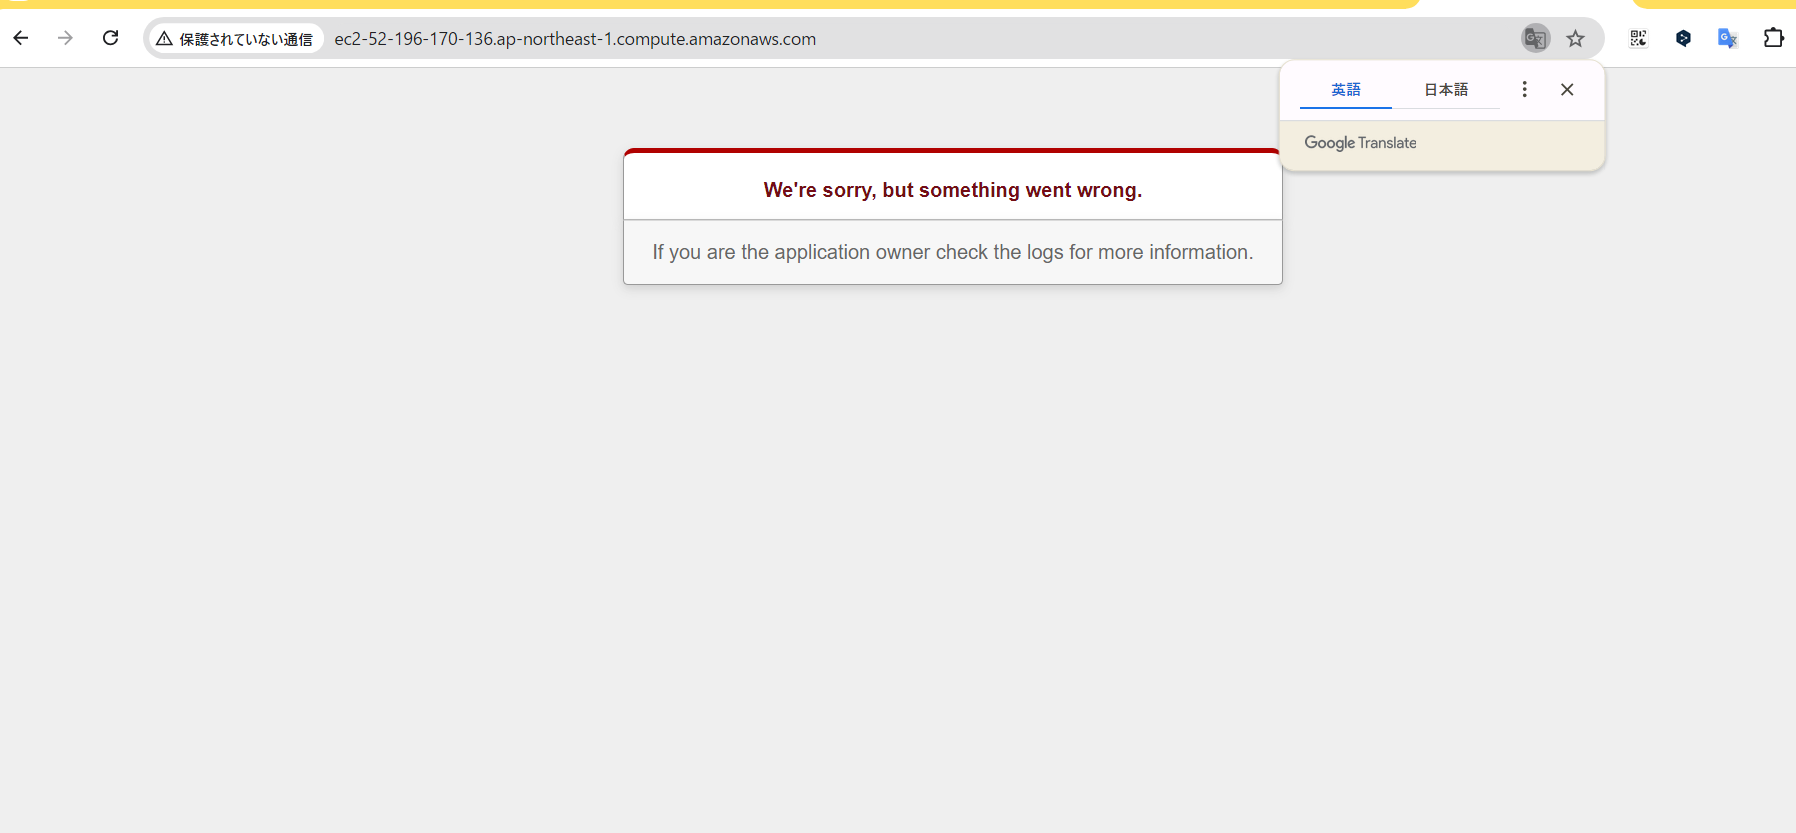 保護されていない通信 ec2-52-196-170-136.ap-northeast-1.compute.amazonaws.com
英語 日本語
Google Translate
We're sorry, but something went wrong.
If you are the application owner check the logs for more information.